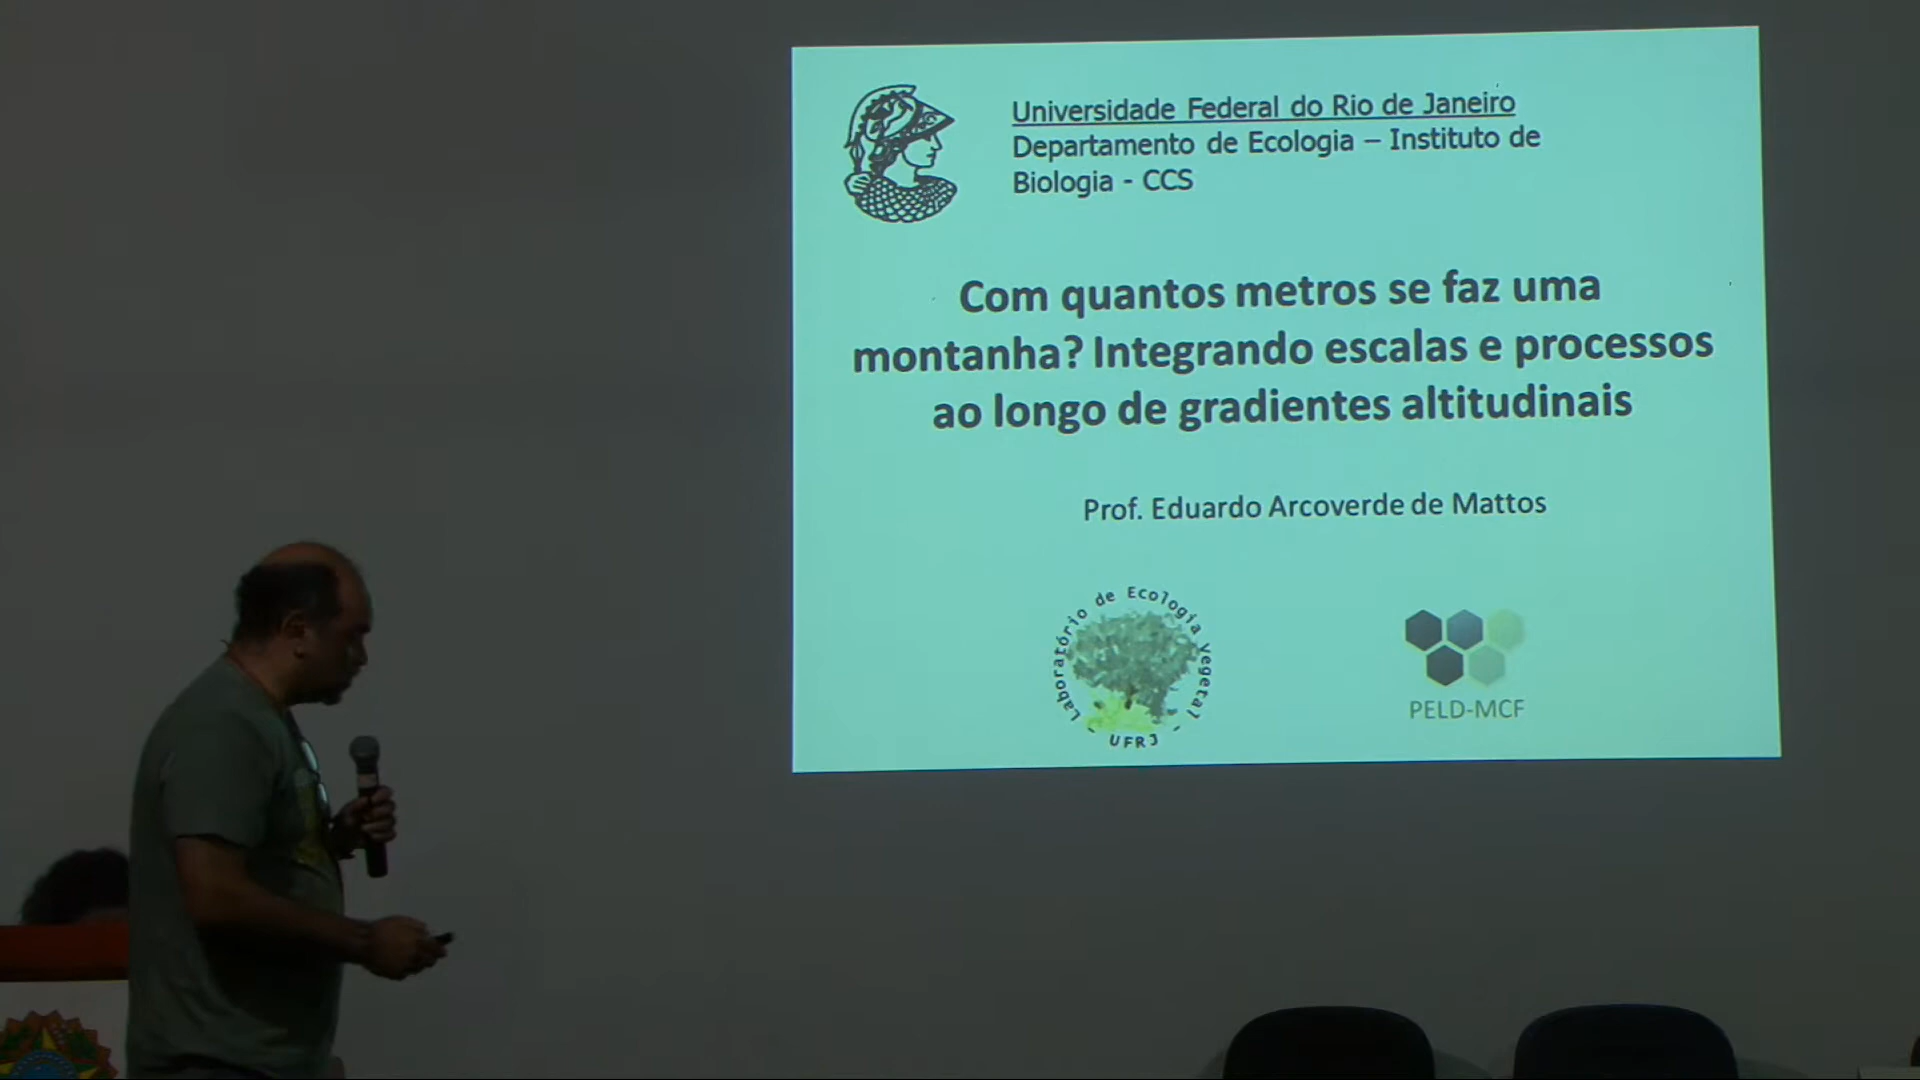 Universidade Federal do Rio de Janeiro
Departamento de Ecologia – Instituto de
Biologia - CCS
Com quantos metros se faz uma
montanha? Integrando escalas e processos
ao longo de gradientes altitudinais
Prof. Eduardo Arcoverde de Mattos
Laboratório de Ecologia Vegetal - UFRJ -
PELD-MCF